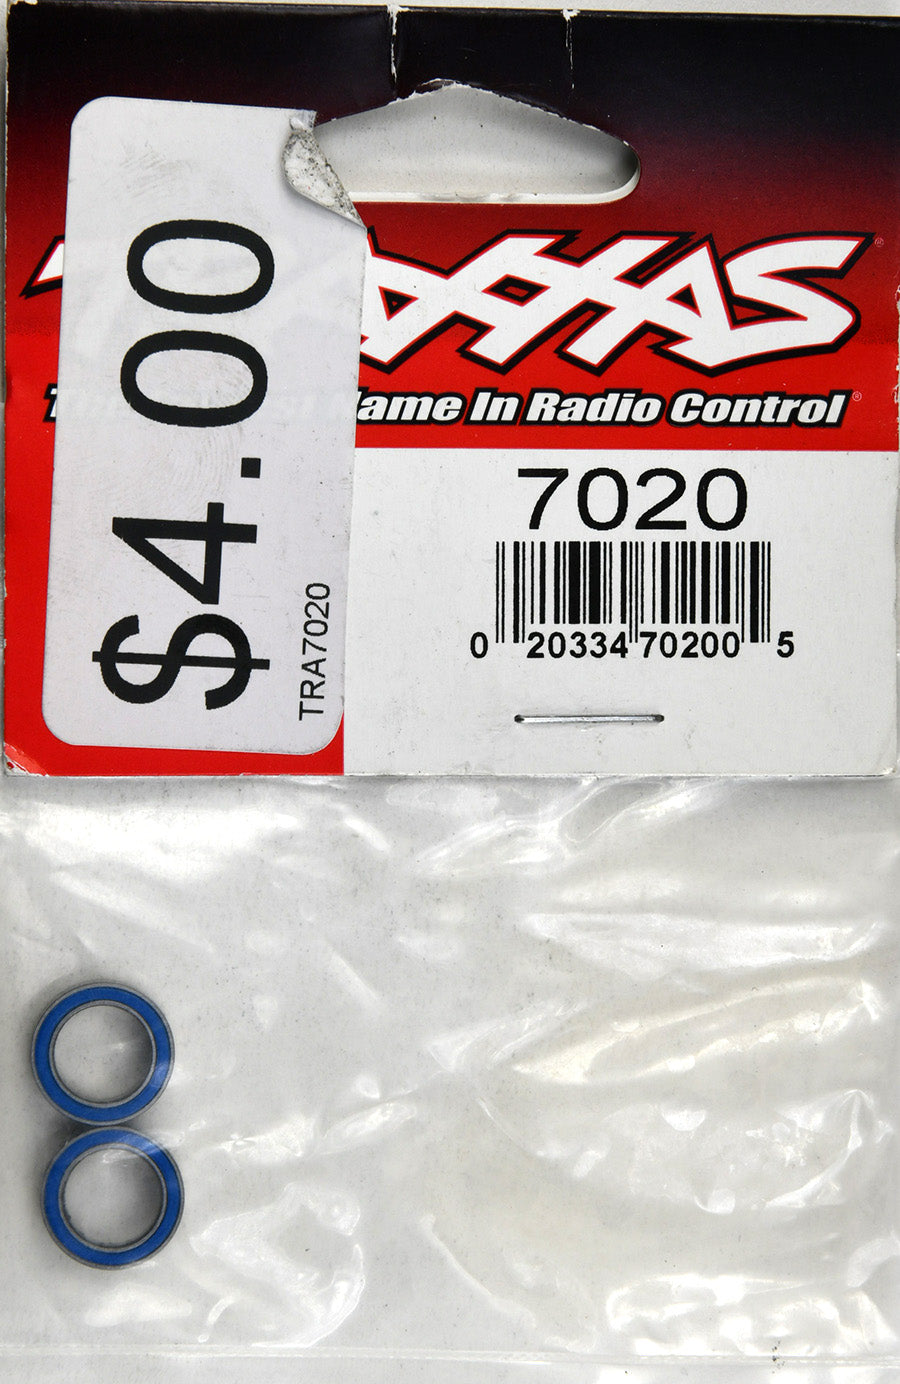 $4.00
TRA7020
TRAXXAS
®
Name In Radio Control
®
7020
0 20334 70200 5